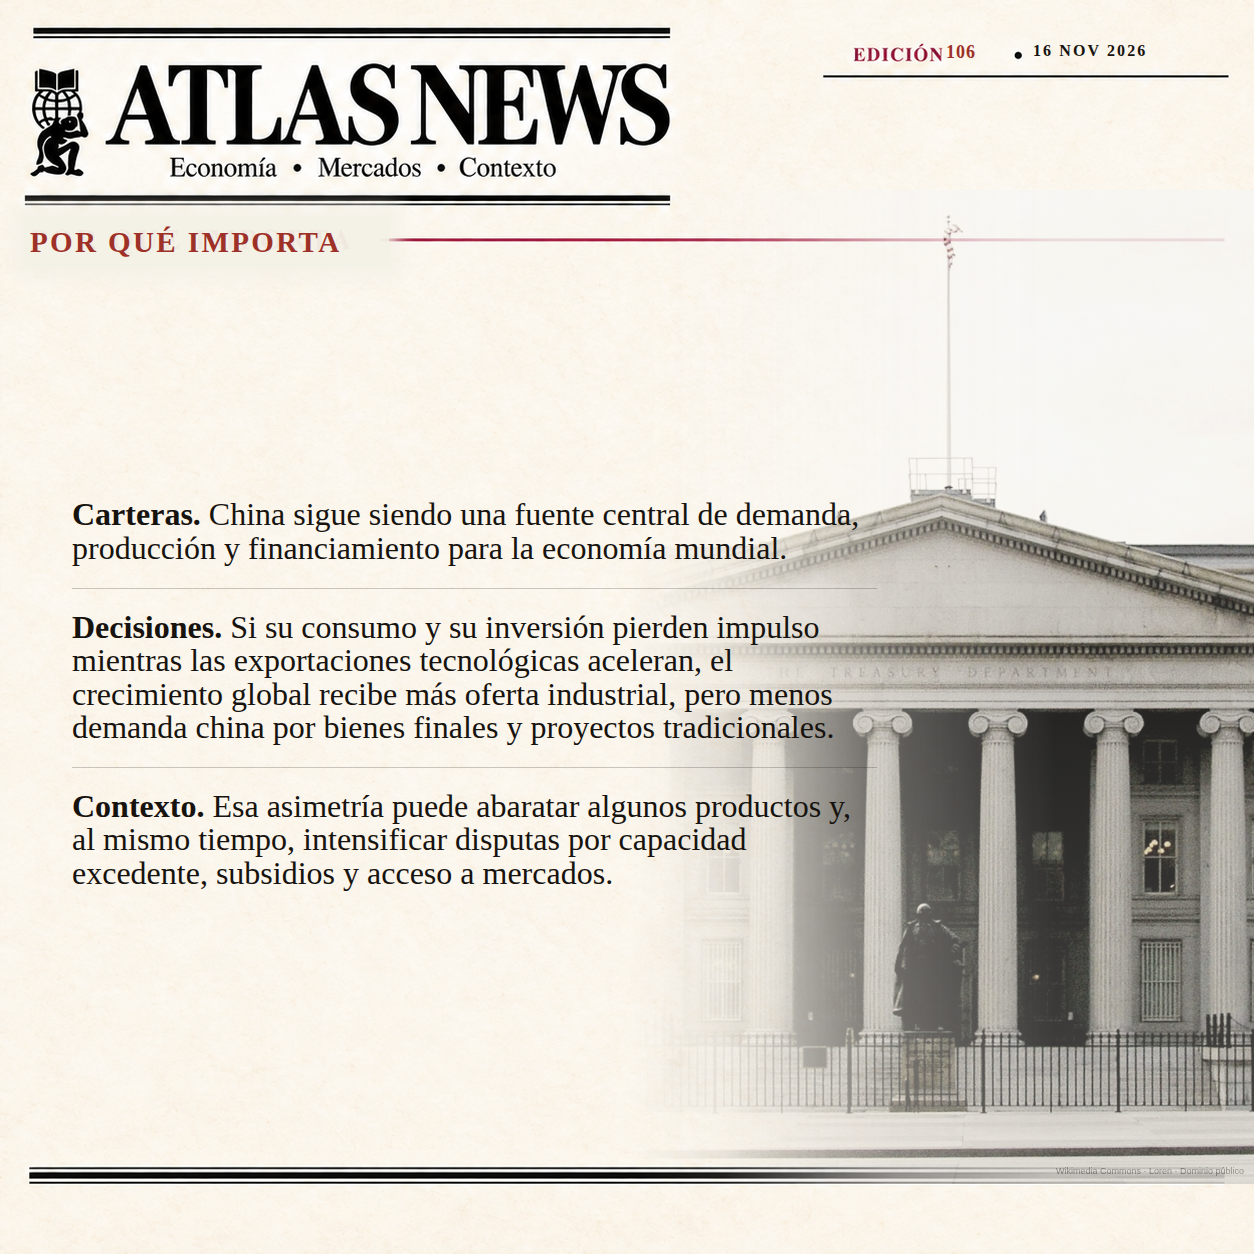 ATLAS NEWS
Economía • Mercados • Contexto
EDICIÓN 106 • 16 NOV 2026
POR QUÉ IMPORTA
Carteras. China sigue siendo una fuente central de demanda,
producción y financiamiento para la economía mundial.
Decisiones. Si su consumo y su inversión pierden impulso
mientras las exportaciones tecnológicas aceleran, el
crecimiento global recibe más oferta industrial, pero menos
demanda china por bienes finales y proyectos tradicionales.
THE TREASURY DEPARTMENT
Contexto. Esa asimetría puede abaratar algunos productos y,
al mismo tiempo, intensificar disputas por capacidad
excedente, subsidios y acceso a mercados.
Wikimedia Commons · Loren · Dominio público